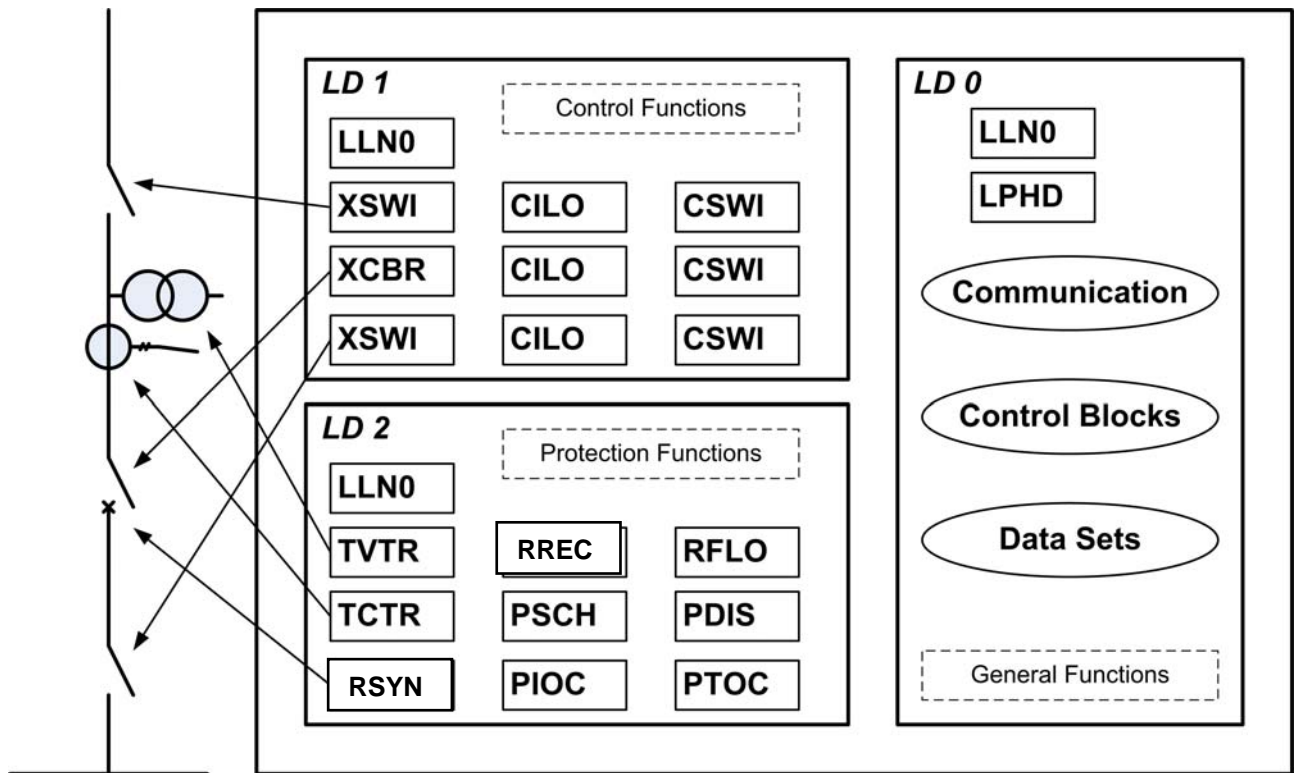 LD 1
Control Functions
LLN0
XSWI CILO CSWI
XCBR CILO CSWI
XSWI CILO CSWI
LD 2
Protection Functions
LLN0
TVTR RREC RFLO
TCTR PSCH PDIS
RSYN PIOC PTOC
LD 0
LLN0
LPHD
Communication
Control Blocks
Data Sets
General Functions